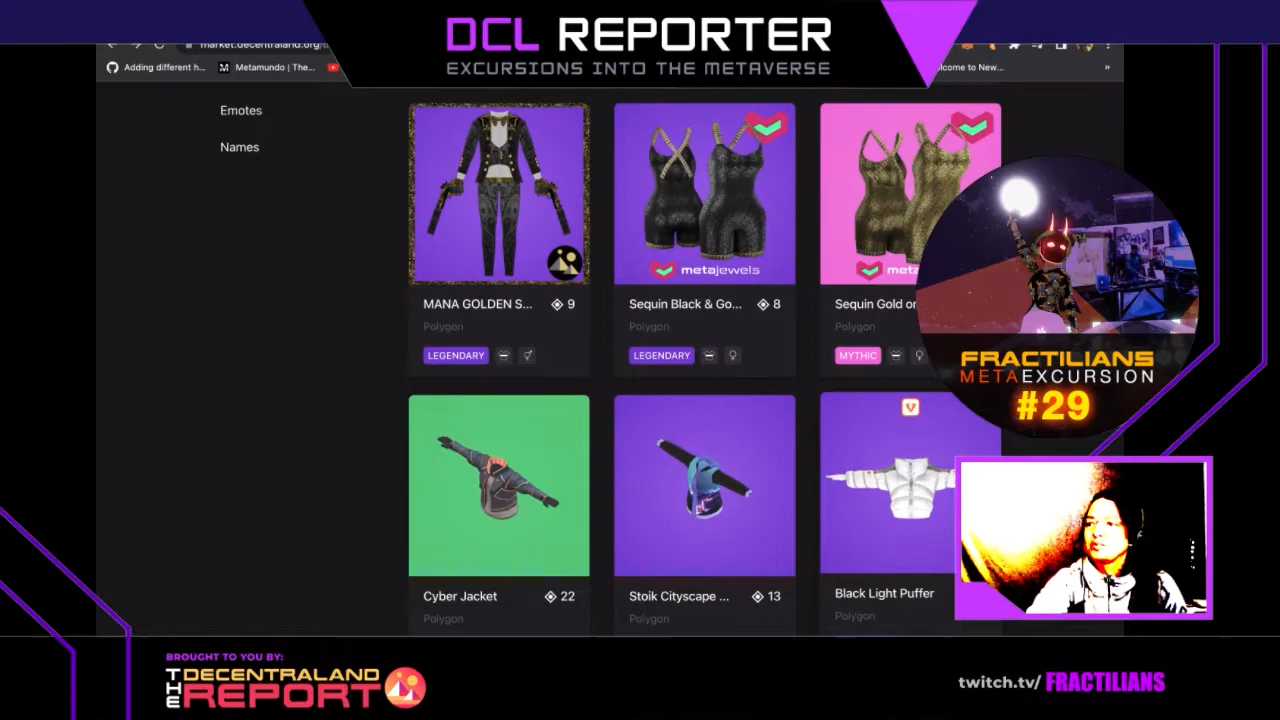 DCL REPORTER
EXCURSIONS INTO THE METAVERSE
market.decentraland.org/
Adding different h...
Metamundo | The...
lcome to New...
»
Emotes
Names
MANA GOLDEN S... 9
Polygon
LEGENDARY
metajewels
Sequin Black & Go... 8
Polygon
LEGENDARY
meta
Sequin Gold or
Polygon
MYTHIC
FRACTILIANS
METAEXCURSION
#29
Cyber Jacket 22
Polygon
Stoik Cityscape ... 13
Polygon
Black Light Puffer
Polygon
BROUGHT TO YOU BY:
THE DECENTRALAND
REPORT
twitch.tv/ FRACTILIANS